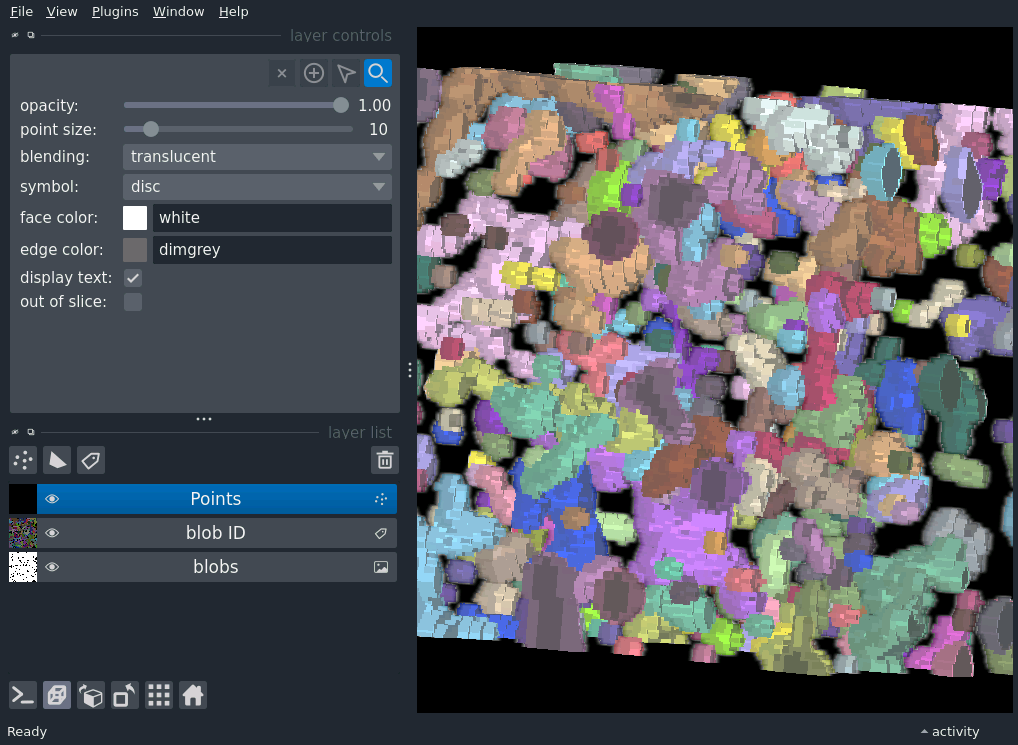 File View Plugins Window Help
layer controls
opacity: 1.00
point size: 10
blending: translucent
symbol: disc
face color: white
edge color: dimgrey
display text:
out of slice:
layer list
Points
blob ID
blobs
Ready
activity